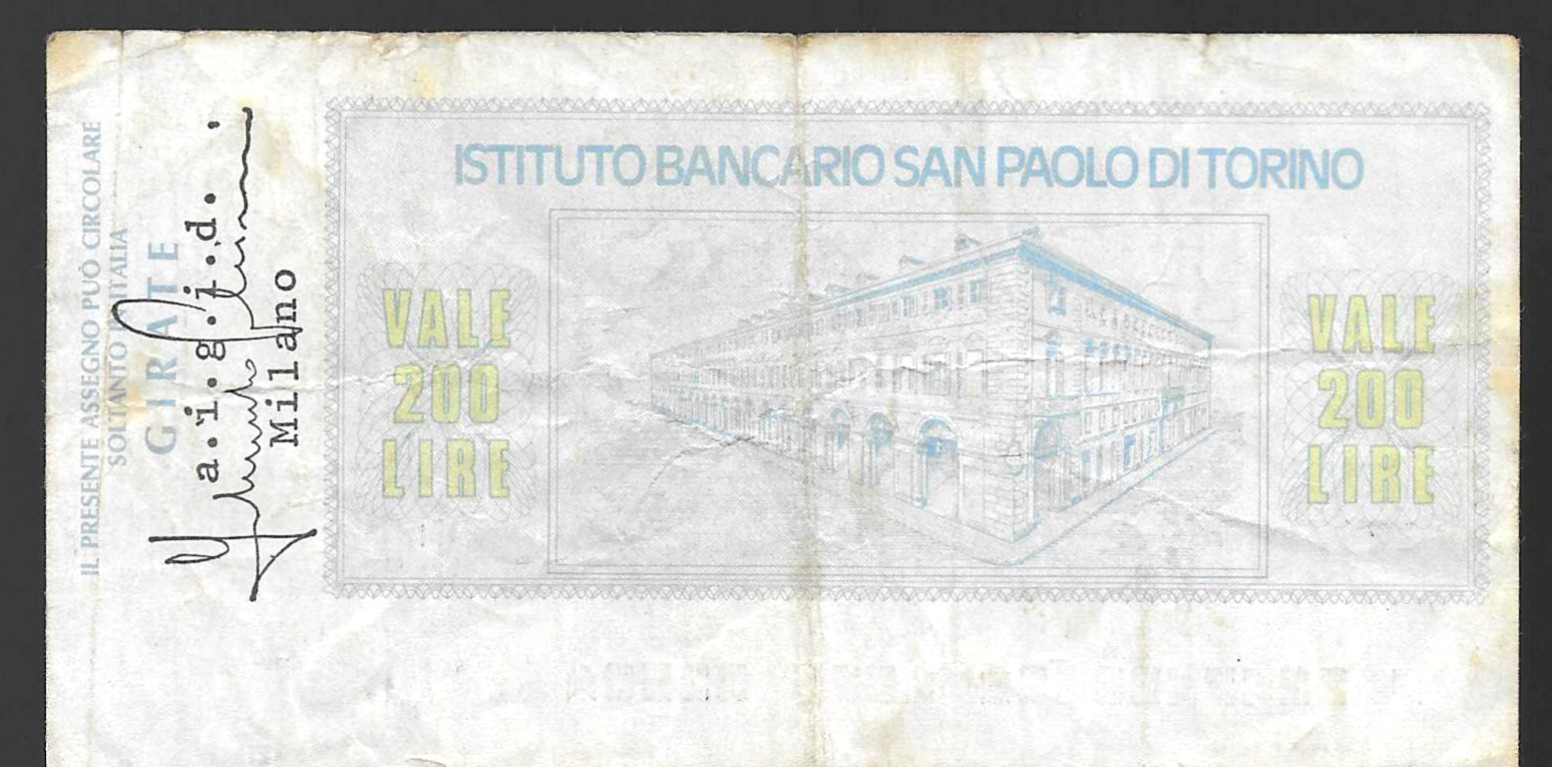 IL PRESENTE ASSEGNO PUÒ CIRCOLARE
SOLTANTO IN ITALIA
GIRATE
a.i.g.i.d.
Milano
ISTITUTO BANCARIO SAN PAOLO DI TORINO
VALE
200
LIRE
VALE
200
LIRE